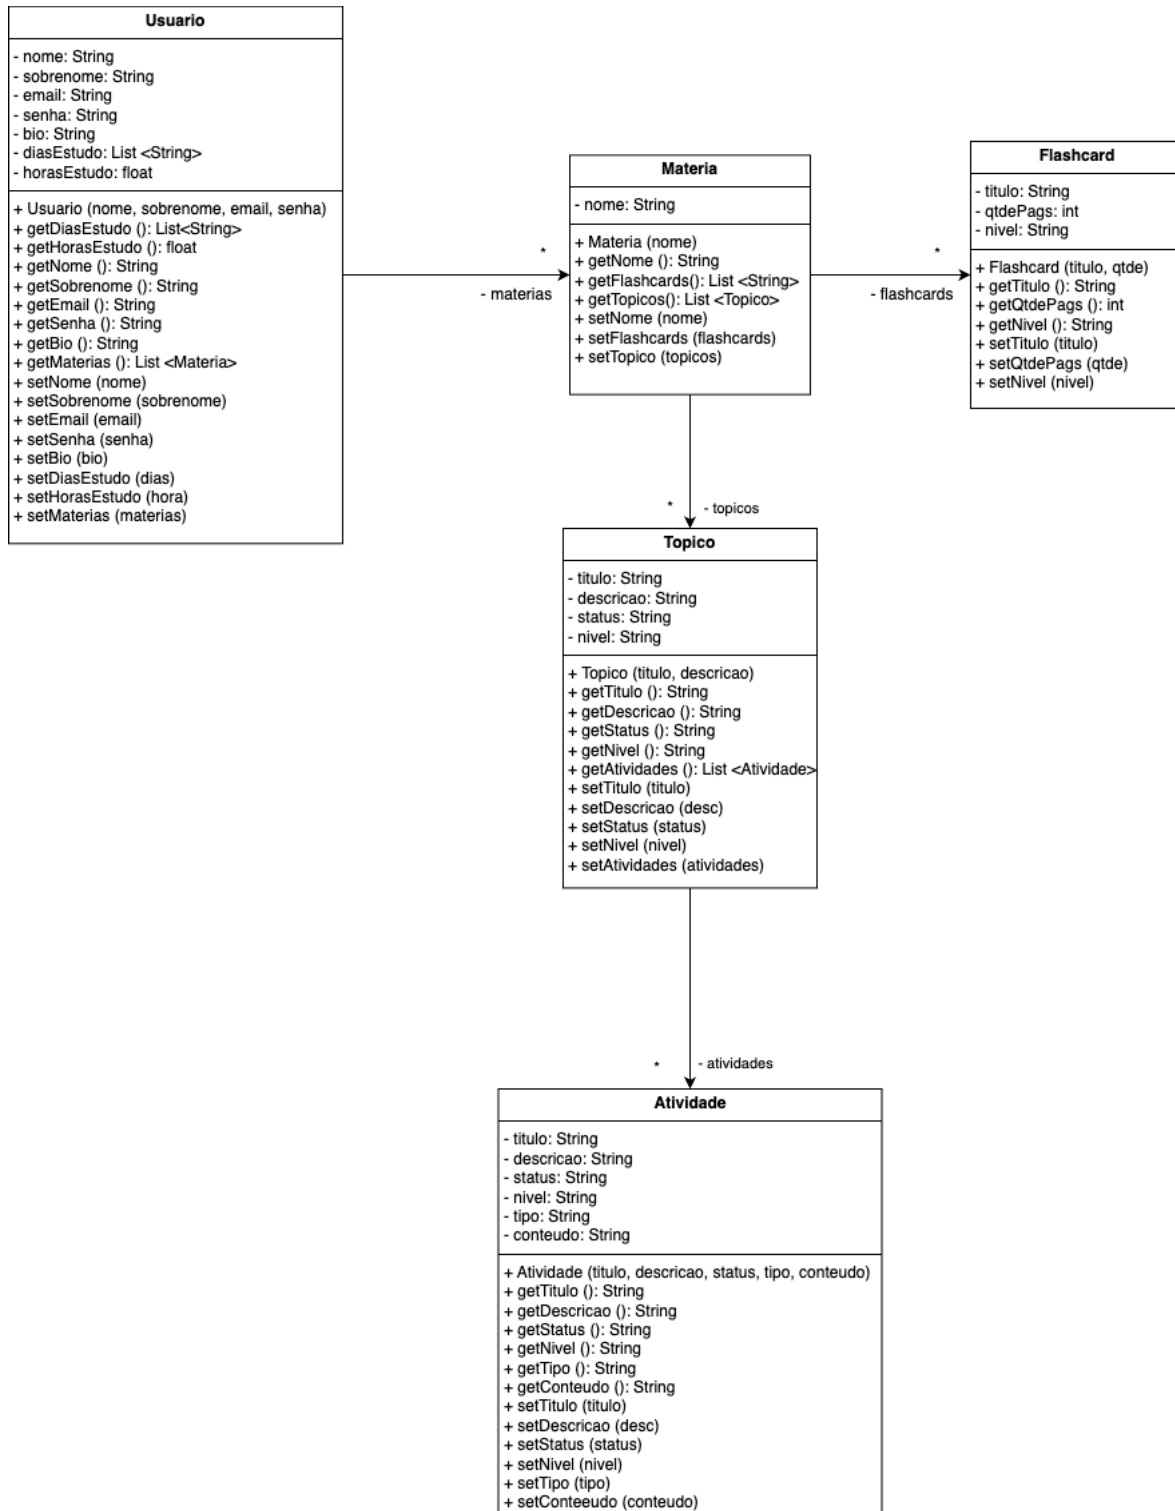 Usuario
- nome: String
- sobrenome: String
- email: String
- senha: String
- bio: String
- diasEstudo: List <String>
- horasEstudo: float
+ Usuario (nome, sobrenome, email, senha)
+ getDiasEstudo (): List<String>
+ getHorasEstudo (): float
+ getNome (): String
+ getSobrenome (): String
+ getEmail (): String
+ getSenha (): String
+ getBio (): String
+ getMaterias (): List <Materia>
+ setNome (nome)
+ setSobrenome (sobrenome)
+ setEmail (email)
+ setSenha (senha)
+ setBio (bio)
+ setDiasEstudo (dias)
+ setHorasEstudo (hora)
+ setMaterias (materias)
*
- materias
Materia
- nome: String
+ Materia (nome)
+ getNome (): String
+ getFlashcards(): List <String>
+ getTopicos(): List <Topico>
+ setNome (nome)
+ setFlashcards (flashcards)
+ setTopico (topicos)
*
- flashcards
Flashcard
- titulo: String
- qtdePags: int
- nivel: String
+ Flashcard (titulo, qtde)
+ getTitulo (): String
+ getQtdePags (): int
+ getNivel (): String
+ setTitulo (titulo)
+ setQtdePags (qtde)
+ setNivel (nivel)
* - topicos
Topico
- titulo: String
- descricao: String
- status: String
- nivel: String
+ Topico (titulo, descricao)
+ getTitulo (): String
+ getDescricao (): String
+ getStatus (): String
+ getNivel (): String
+ getAtividades (): List <Atividade>
+ setTitulo (titulo)
+ setDescricao (desc)
+ setStatus (status)
+ setNivel (nivel)
+ setAtividades (atividades)
* - atividades
Atividade
- titulo: String
- descricao: String
- status: String
- nivel: String
- tipo: String
- conteudo: String
+ Atividade (titulo, descricao, status, tipo, conteudo)
+ getTitulo (): String
+ getDescricao (): String
+ getStatus (): String
+ getNivel (): String
+ getTipo (): String
+ getConteudo (): String
+ setTitulo (titulo)
+ setDescricao (desc)
+ setStatus (status)
+ setNivel (nivel)
+ setTipo (tipo)
+ setConteeudo (conteudo)